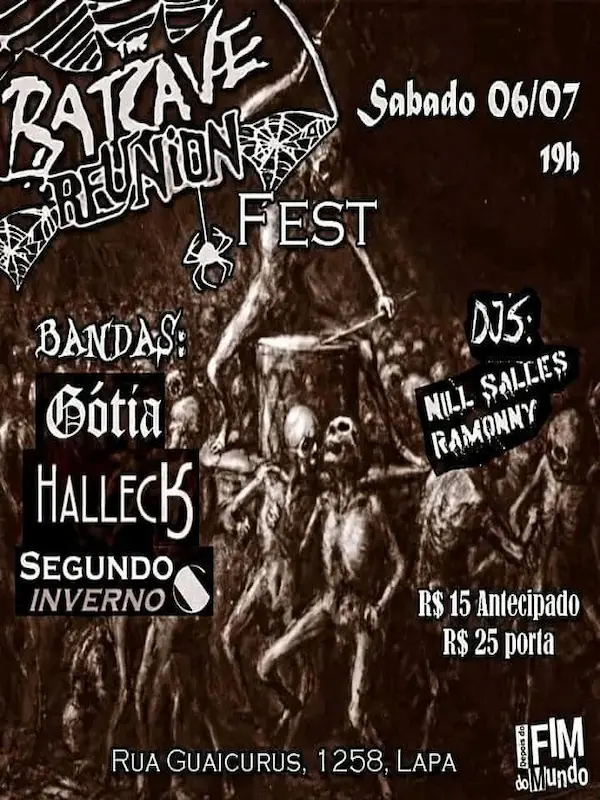 THE
BATCAVE
REUNION
FEST
Sabado 06/07
19h
BANDAS:
Gótia
HALLECK
SEGUNDO
INVERNO
DJS:
NILL SALLES
RAMONNY
R$ 15 Antecipado
R$ 25 porta
RUA GUAICURUS, 1258, LAPA
Depois do
FIM
do Mundo